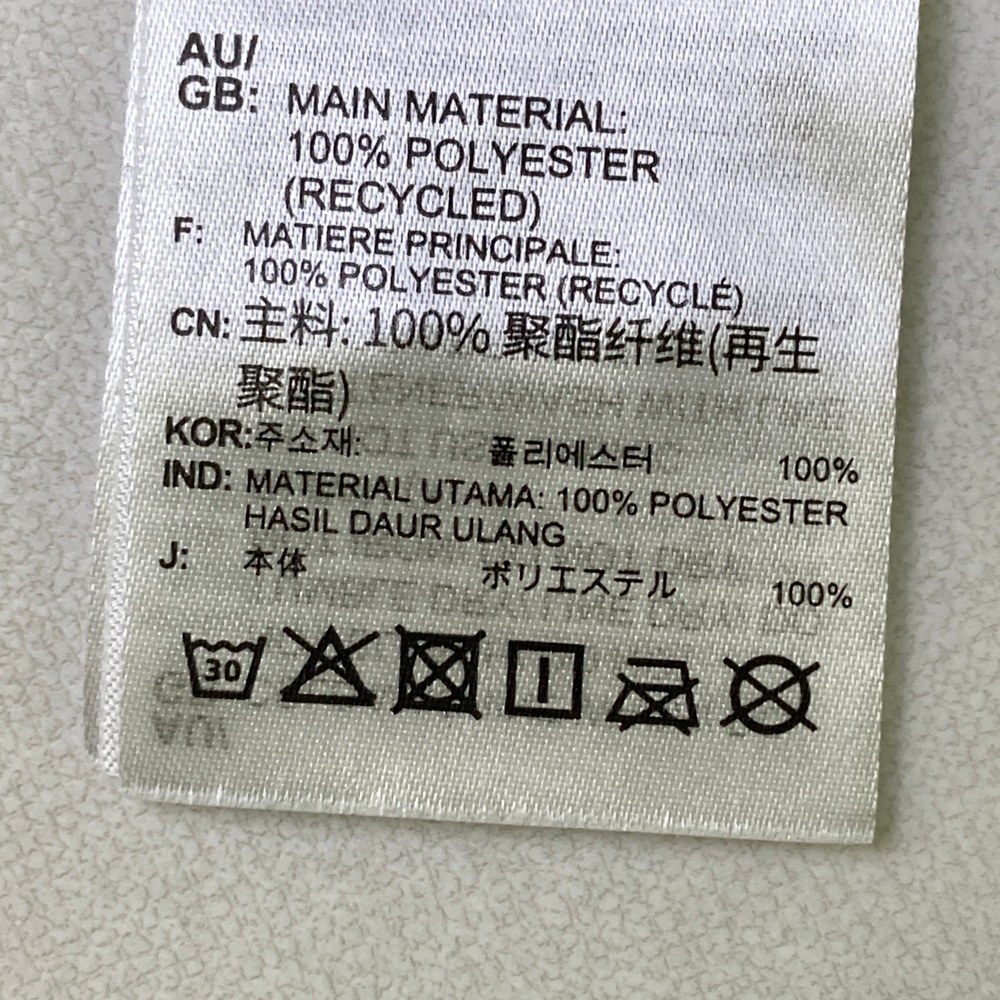 AU/
GB: MAIN MATERIAL:
100% POLYESTER
(RECYCLED)
F: MATIERE PRINCIPALE:
100% POLYESTER (RECYCLÉ)
CN: 主料: 100% 聚酯纤维(再生
聚酯)
KOR: 주소재: 폴리에스터 100%
IND: MATERIAL UTAMA: 100% POLYESTER
HASIL DAUR ULANG
J: 本体 ポリエステル 100%
30